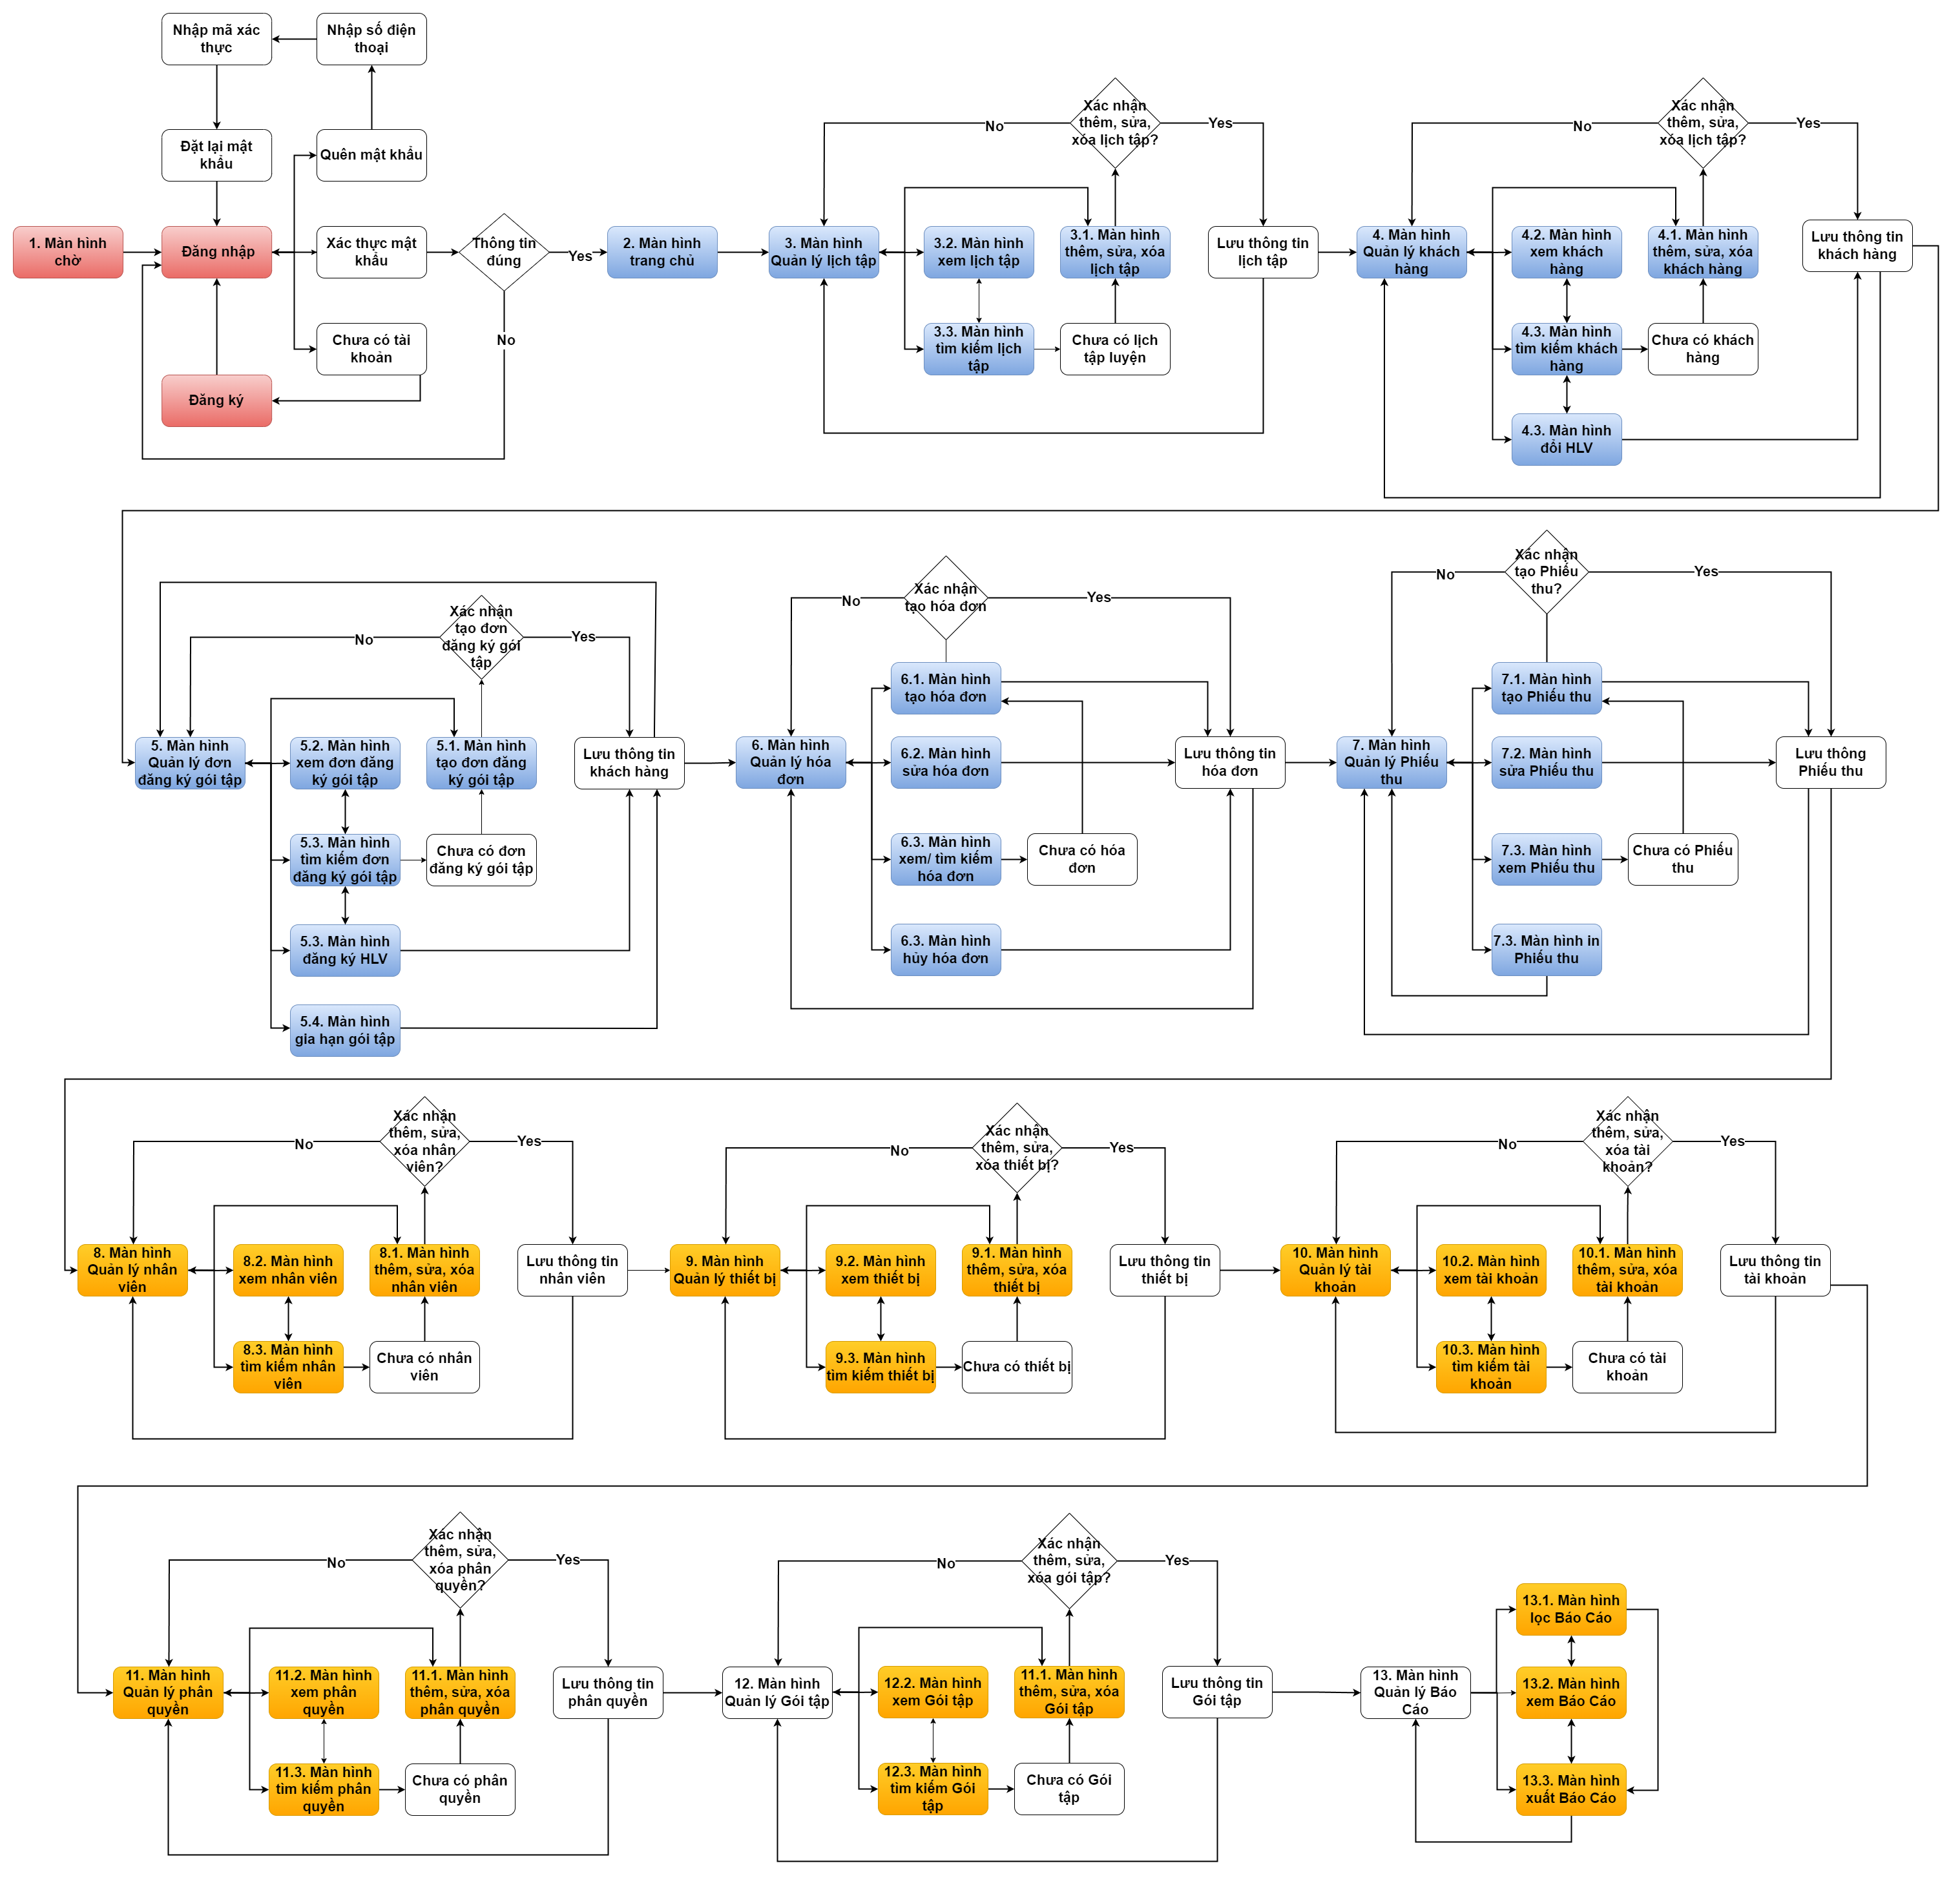 Nhập mã xác
thực
Nhập số điện
thoại
Đặt lại mật
khẩu
Quên mật khẩu
1. Màn hình
chờ
Đăng nhập
Xác thực mật
khẩu
Thông tin
đúng
Yes
No
Chưa có tài
khoản
Đăng ký
2. Màn hình
trang chủ
Xác nhận
thêm, sửa,
xóa lịch tập?
No
Yes
3. Màn hình
Quản lý lịch tập
3.2. Màn hình
xem lịch tập
3.1. Màn hình
thêm, sửa, xóa
lịch tập
Lưu thông tin
lịch tập
3.3. Màn hình
tìm kiếm lịch
tập
Chưa có lịch
tập luyện
Xác nhận
thêm, sửa,
xóa lịch tập?
No
Yes
4. Màn hình
Quản lý khách
hàng
4.2. Màn hình
xem khách
hàng
4.1. Màn hình
thêm, sửa, xóa
khách hàng
Lưu thông tin
khách hàng
4.3. Màn hình
tìm kiếm khách
hàng
Chưa có khách
hàng
4.3. Màn hình
đổi HLV
Xác nhận
tạo đơn
đăng ký gói
tập
No
Yes
5. Màn hình
Quản lý đơn
đăng ký gói tập
5.2. Màn hình
xem đơn đăng
ký gói tập
5.1. Màn hình
tạo đơn đăng
ký gói tập
Lưu thông tin
khách hàng
5.3. Màn hình
tìm kiếm đơn
đăng ký gói tập
Chưa có đơn
đăng ký gói tập
5.3. Màn hình
đăng ký HLV
5.4. Màn hình
gia hạn gói tập
Xác nhận
tạo hóa đơn
No
Yes
6.1. Màn hình
tạo hóa đơn
6. Màn hình
Quản lý hóa
đơn
6.2. Màn hình
sửa hóa đơn
Lưu thông tin
hóa đơn
6.3. Màn hình
xem/ tìm kiếm
hóa đơn
Chưa có hóa
đơn
6.3. Màn hình
hủy hóa đơn
Xác nhận
tạo Phiếu
thu?
No
Yes
7.1. Màn hình
tạo Phiếu thu
7. Màn hình
Quản lý Phiếu
thu
7.2. Màn hình
sửa Phiếu thu
Lưu thông
Phiếu thu
7.3. Màn hình
xem Phiếu thu
Chưa có Phiếu
thu
7.3. Màn hình in
Phiếu thu
Xác nhận
thêm, sửa,
xóa nhân
viên?
No
Yes
8. Màn hình
Quản lý nhân
viên
8.2. Màn hình
xem nhân viên
8.1. Màn hình
thêm, sửa, xóa
nhân viên
Lưu thông tin
nhân viên
8.3. Màn hình
tìm kiếm nhân
viên
Chưa có nhân
viên
Xác nhận
thêm, sửa,
xóa thiết bị?
No
Yes
9. Màn hình
Quản lý thiết bị
9.2. Màn hình
xem thiết bị
9.1. Màn hình
thêm, sửa, xóa
thiết bị
Lưu thông tin
thiết bị
9.3. Màn hình
tìm kiếm thiết bị
Chưa có thiết bị
Xác nhận
thêm, sửa,
xóa tài
khoản?
No
Yes
10. Màn hình
Quản lý tài
khoản
10.2. Màn hình
xem tài khoản
10.1. Màn hình
thêm, sửa, xóa
tài khoản
Lưu thông tin
tài khoản
10.3. Màn hình
tìm kiếm tài
khoản
Chưa có tài
khoản
Xác nhận
thêm, sửa,
xóa phân
quyền?
No
Yes
11. Màn hình
Quản lý phân
quyền
11.2. Màn hình
xem phân
quyền
11.1. Màn hình
thêm, sửa, xóa
phân quyền
Lưu thông tin
phân quyền
11.3. Màn hình
tìm kiếm phân
quyền
Chưa có phân
quyền
Xác nhận
thêm, sửa,
xóa gói tập?
No
Yes
12. Màn hình
Quản lý Gói tập
12.2. Màn hình
xem Gói tập
11.1. Màn hình
thêm, sửa, xóa
Gói tập
Lưu thông tin
Gói tập
12.3. Màn hình
tìm kiếm Gói
tập
Chưa có Gói
tập
13.1. Màn hình
lọc Báo Cáo
13. Màn hình
Quản lý Báo
Cáo
13.2. Màn hình
xem Báo Cáo
13.3. Màn hình
xuất Báo Cáo